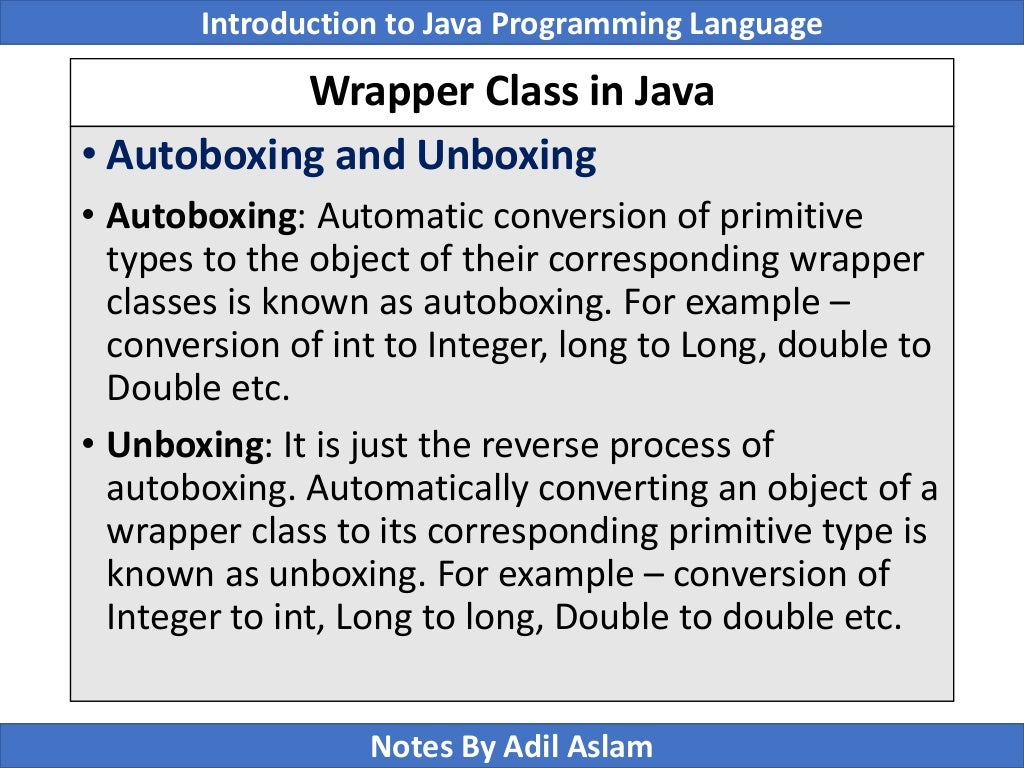 Introduction to Java Programming Language
Wrapper Class in Java
• Autoboxing and Unboxing
• Autoboxing: Automatic conversion of primitive
types to the object of their corresponding wrapper
classes is known as autoboxing. For example –
conversion of int to Integer, long to Long, double to
Double etc.
• Unboxing: It is just the reverse process of
autoboxing. Automatically converting an object of a
wrapper class to its corresponding primitive type is
known as unboxing. For example – conversion of
Integer to int, Long to long, Double to double etc.
Notes By Adil Aslam